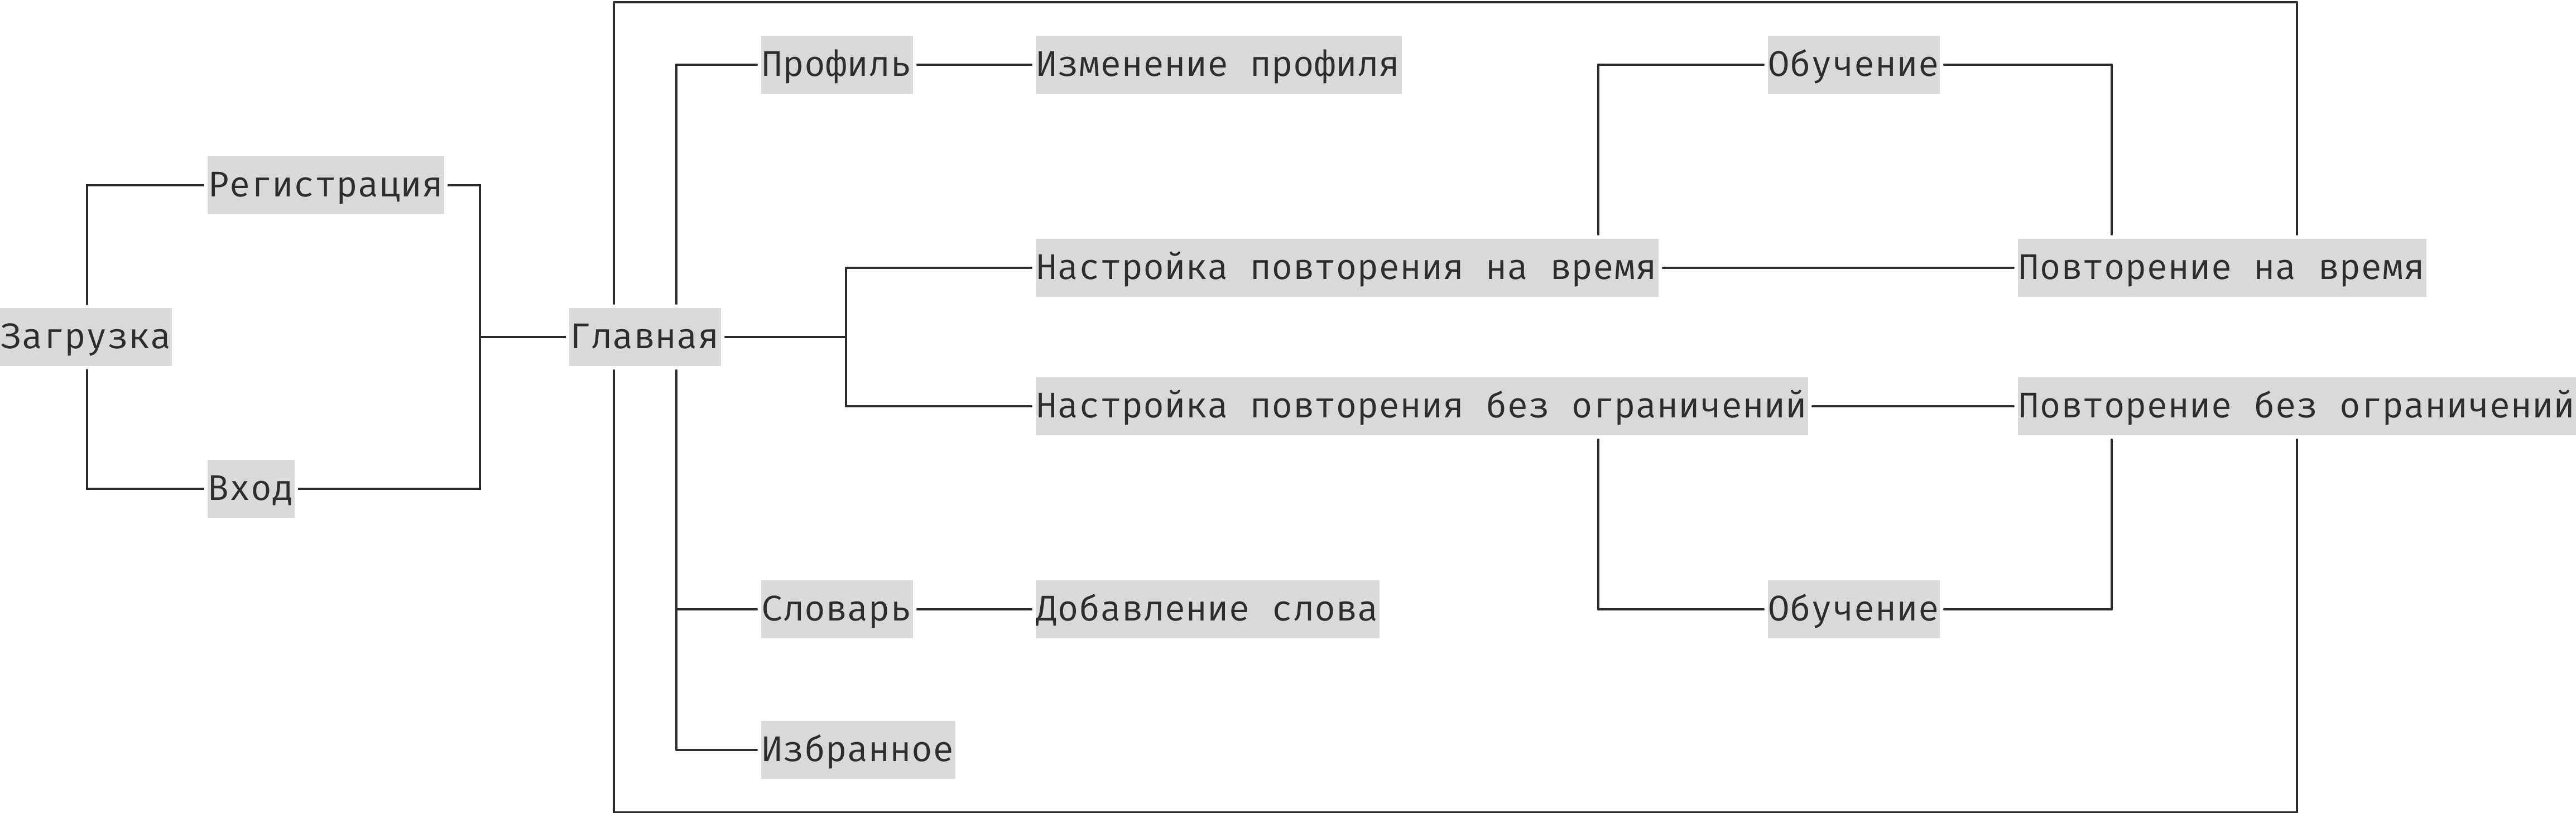 Профиль
Изменение профиля
Обучение
Регистрация
Настройка повторения на время
Повторение на время
Загрузка
Главная
Настройка повторения без ограничений
Повторение без ограничений
Вход
Словарь
Добавление слова
Обучение
Избранное